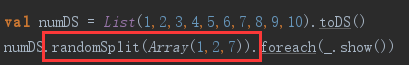 val numDS = List(1,2,3,4,5,6,7,8,9,10).toDS()
numDS.randomSplit(Array(1,2,7)).foreach(_.show())